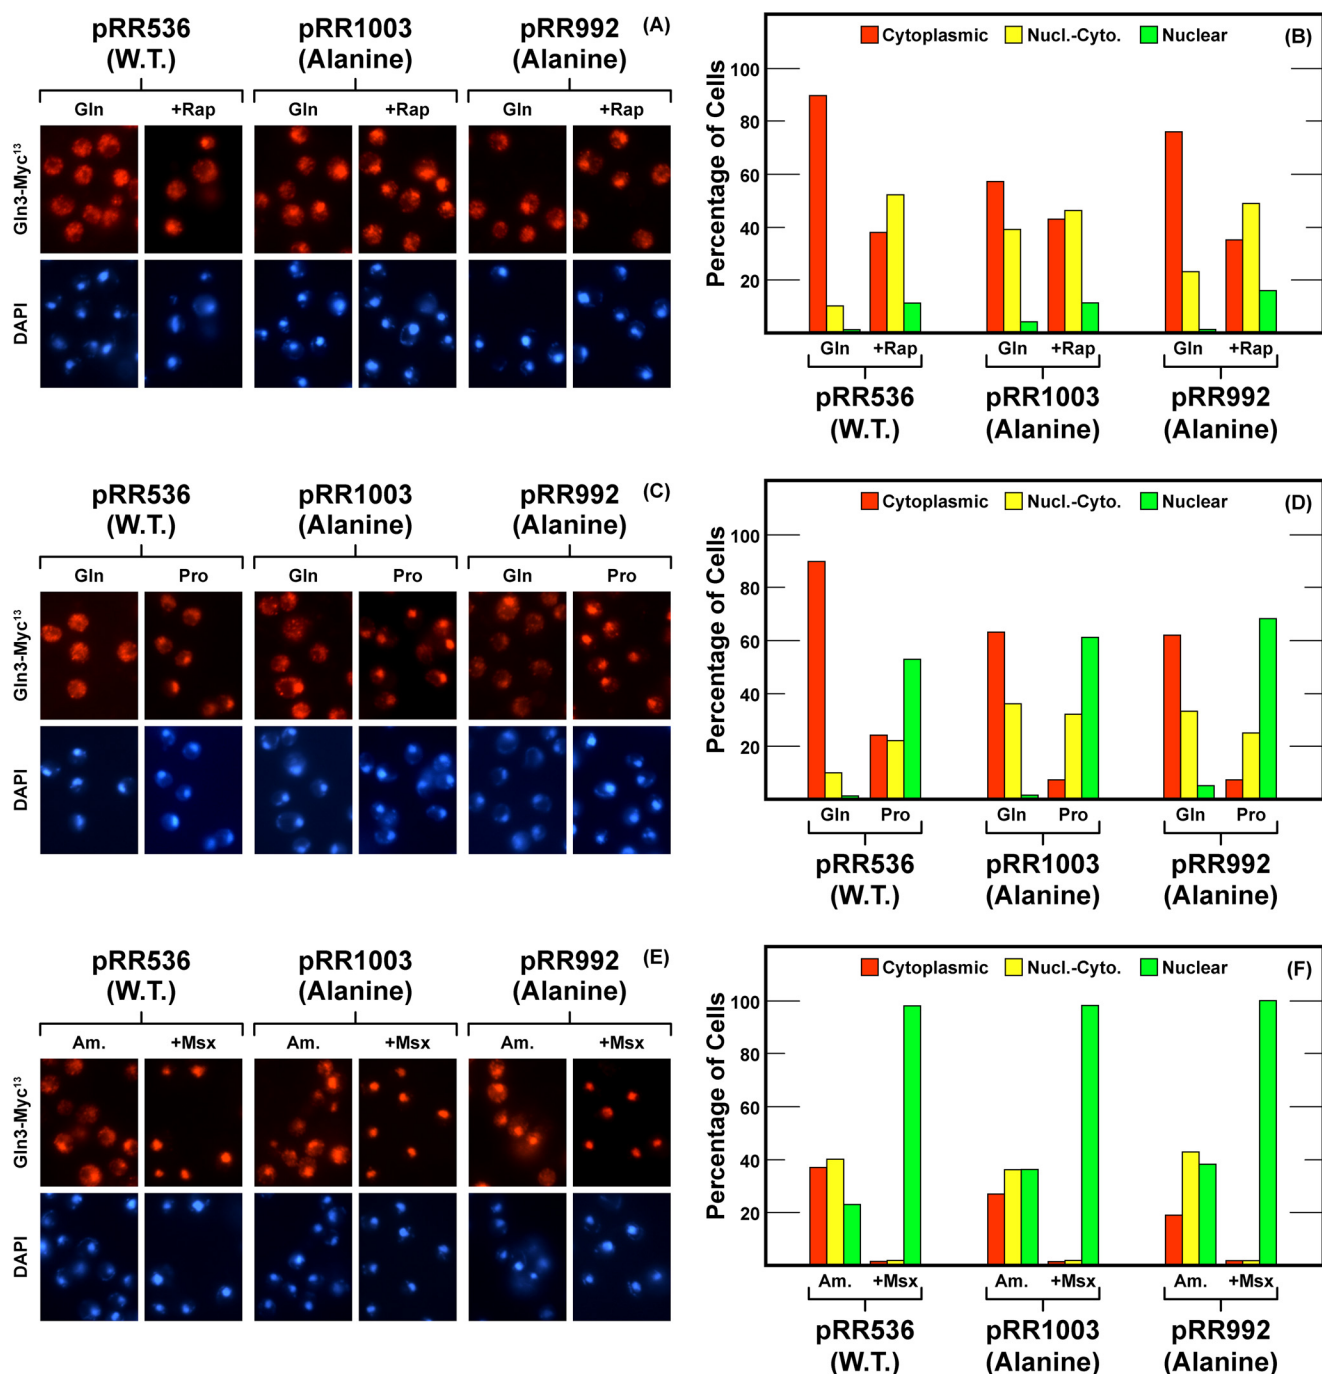 pRR536 pRR1003 pRR992 (A)
(W.T.) (Alanine) (Alanine)
Gln +Rap Gln +Rap Gln +Rap
Gln3-Myc¹³
DAPI
Cytoplasmic Nucl.-Cyto. Nuclear (B)
Percentage of Cells
100
80
60
40
20
Gln +Rap Gln +Rap Gln +Rap
pRR536 pRR1003 pRR992
(W.T.) (Alanine) (Alanine)
pRR536 pRR1003 pRR992 (C)
(W.T.) (Alanine) (Alanine)
Gln Pro Gln Pro Gln Pro
Gln3-Myc¹³
DAPI
Cytoplasmic Nucl.-Cyto. Nuclear (D)
Percentage of Cells
100
80
60
40
20
Gln Pro Gln Pro Gln Pro
pRR536 pRR1003 pRR992
(W.T.) (Alanine) (Alanine)
pRR536 pRR1003 pRR992 (E)
(W.T.) (Alanine) (Alanine)
Am. +Msx Am. +Msx Am. +Msx
Gln3-Myc¹³
DAPI
Cytoplasmic Nucl.-Cyto. Nuclear (F)
Percentage of Cells
100
80
60
40
20
Am. +Msx Am. +Msx Am. +Msx
pRR536 pRR1003 pRR992
(W.T.) (Alanine) (Alanine)